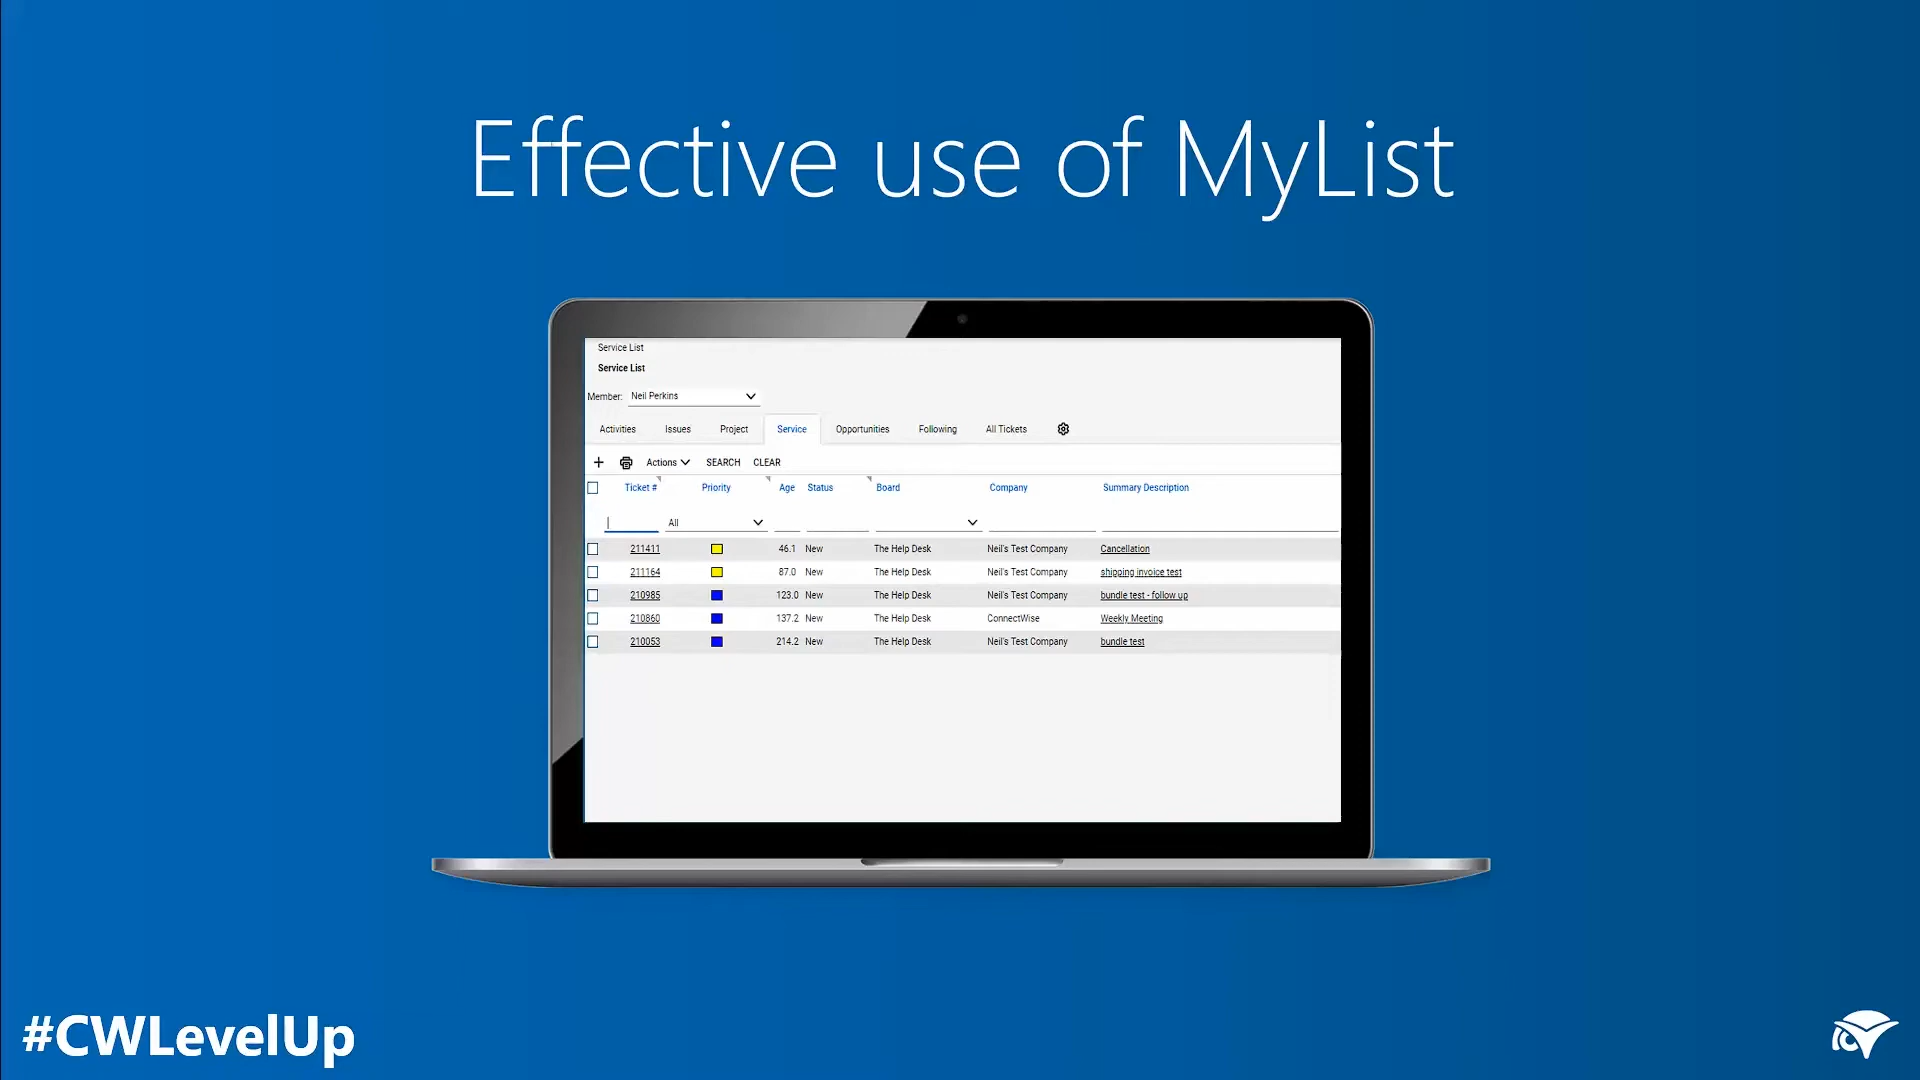 Effective use of MyList
Service List
Service List
Member: Neil Perkins
Activities Issues Project Service Opportunities Following All Tickets
Actions SEARCH CLEAR
Ticket # Priority Age Status Board Company Summary Description
All
211411 46.1 New The Help Desk Neil's Test Company Cancellation
211164 87.0 New The Help Desk Neil's Test Company shipping invoice test
210985 123.0 New The Help Desk Neil's Test Company bundle test - follow up
210860 137.2 New The Help Desk ConnectWise Weekly Meeting
210053 214.2 New The Help Desk Neil's Test Company bundle test
#CWLevelUp